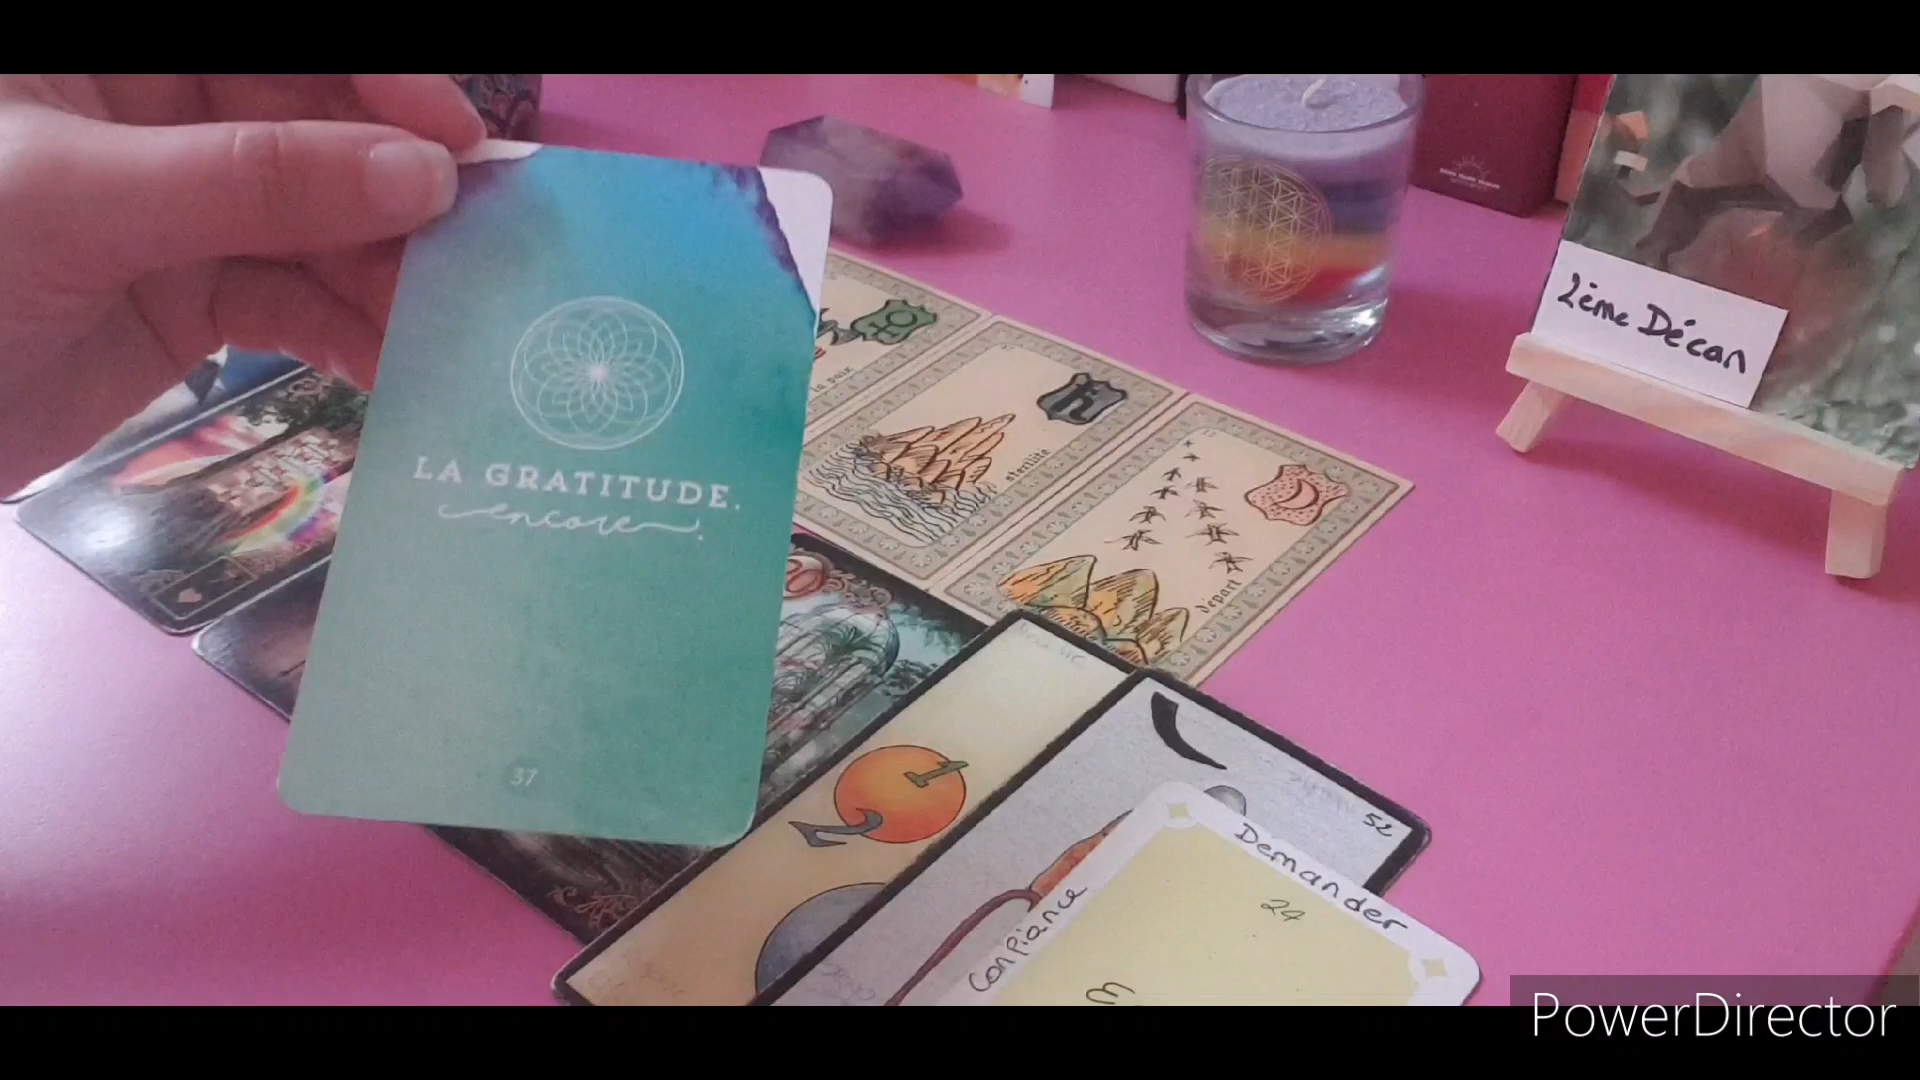 LA GRATITUDE.
encore.
37
la paix
stérilité
départ
2ème Décan
52
Demander
24
Confiance
M
PowerDirector